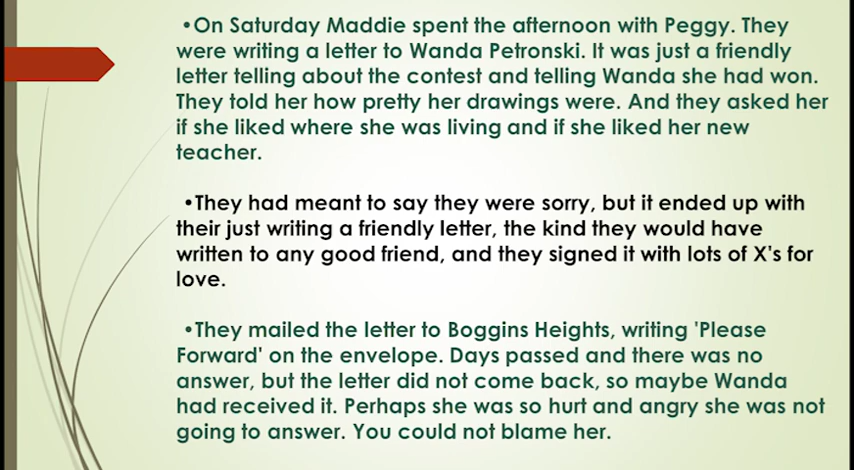 •On Saturday Maddie spent the afternoon with Peggy. They
were writing a letter to Wanda Petronski. It was just a friendly
letter telling about the contest and telling Wanda she had won.
They told her how pretty her drawings were. And they asked her
if she liked where she was living and if she liked her new
teacher.
•They had meant to say they were sorry, but it ended up with
their just writing a friendly letter, the kind they would have
written to any good friend, and they signed it with lots of X's for
love.
•They mailed the letter to Boggins Heights, writing 'Please
Forward' on the envelope. Days passed and there was no
answer, but the letter did not come back, so maybe Wanda
had received it. Perhaps she was so hurt and angry she was not
going to answer. You could not blame her.